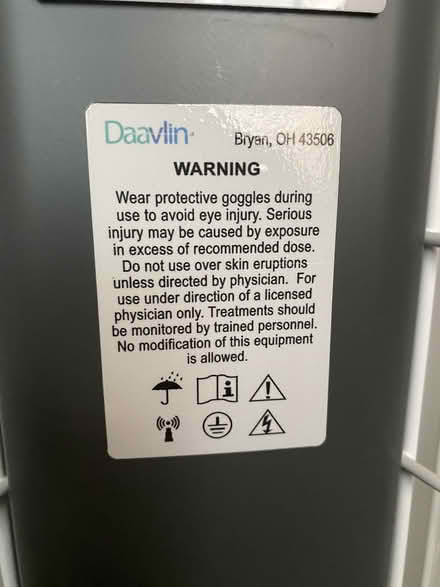 Daavlin
Bryan, OH 43506
WARNING
Wear protective goggles during
use to avoid eye injury. Serious
injury may be caused by exposure
in excess of recommended dose.
Do not use over skin eruptions
unless directed by physician. For
use under direction of a licensed
physician only. Treatments should
be monitored by trained personnel.
No modification of this equipment
is allowed.